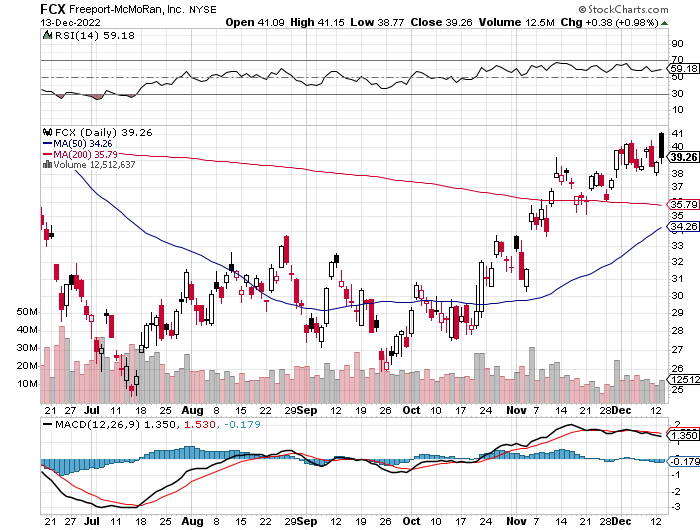 FCX Freeport-McMoRan, Inc. NYSE © StockCharts.com
13-Dec-2022 Open 41.09 High 41.15 Low 38.77 Close 39.26 Volume 12.5M Chg +0.38 (+0.98%)
RSI(14) 59.18
90
70
59.18
50
30
10
FCX (Daily) 39.26
MA(50) 34.26
MA(200) 35.79
Volume 12,512,637
41
40
39.26
38
37
36
35.79
35
34.26
33
32
31
30
29
28
27
26
25
50M
40M
30M
20M
10M
12512
21 27 Jul 11 18 25 Aug 8 15 22 29 Sep 12 19 26 Oct 10 17 24 Nov 7 14 21 28 Dec 12
MACD(12,26,9) 1.350, 1.530, -0.179
2
1.350
1
-0.179
-1
-2
-3
21 27 Jul 11 18 25 Aug 8 15 22 29 Sep 12 19 26 Oct 10 17 24 Nov 7 14 21 28 Dec 12